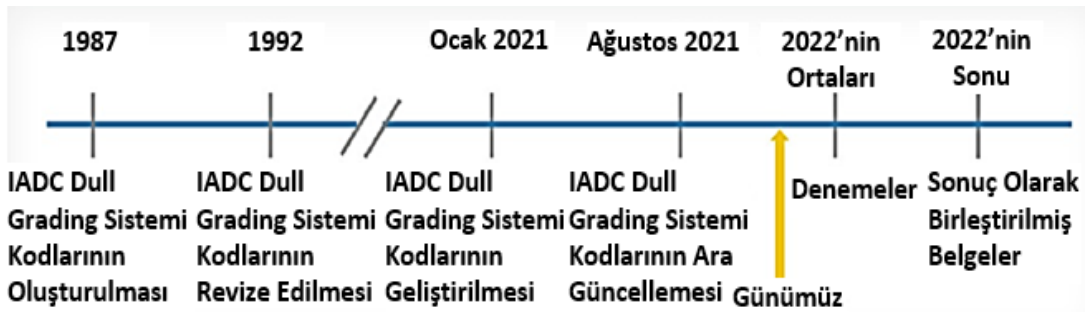 1987
1992
Ocak 2021
Ağustos 2021
2022’nin
Ortaları
2022’nin
Sonu
IADC Dull
Grading Sistemi
Kodlarının
Oluşturulması
IADC Dull
Grading Sistemi
Kodlarının
Revize Edilmesi
IADC Dull
Grading Sistemi
Kodlarının
Geliştirilmesi
IADC Dull
Grading Sistemi
Kodlarının Ara
Güncellemesi
Günümüz
Denemeler
Sonuç Olarak
Birleştirilmiş
Belgeler